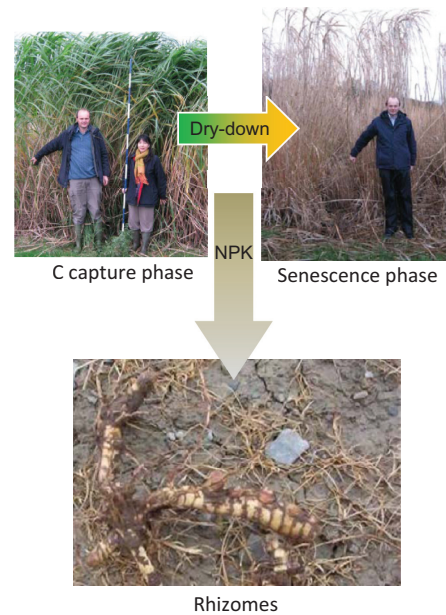 Dry-down
C capture phase
NPK
Senescence phase
Rhizomes